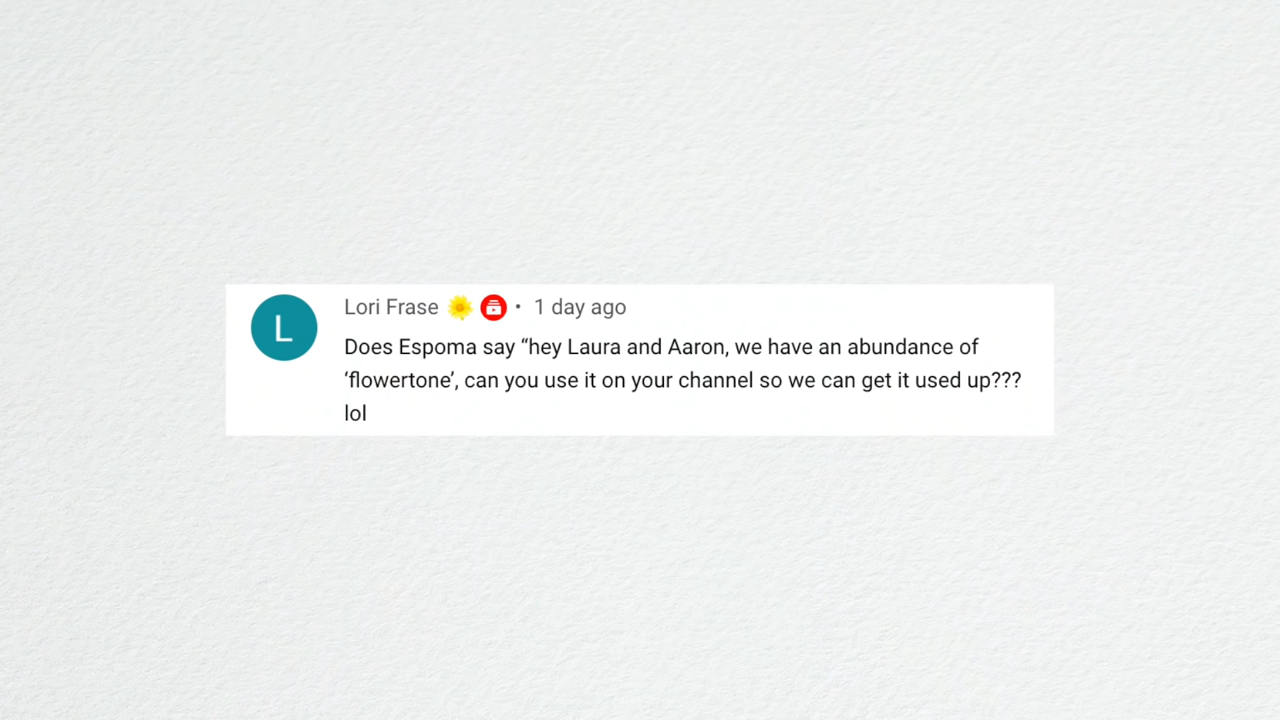 L
Lori Frase • 1 day ago
Does Espoma say “hey Laura and Aaron, we have an abundance of
‘flowertone’, can you use it on your channel so we can get it used up???
lol